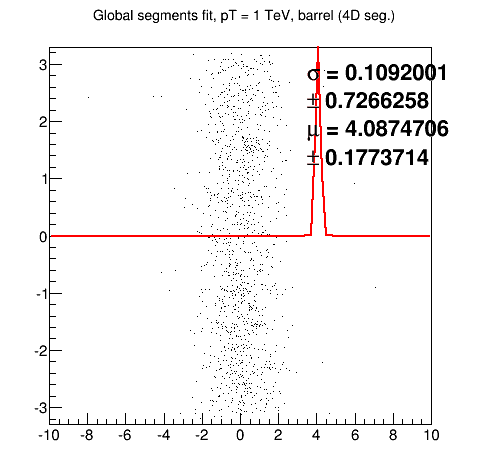 Global segments fit, pT = 1 TeV, barrel (4D seg.)
σ = 0.1092001
± 0.7266258
μ = 4.0874706
± 0.1773714
3
2
1
0
-1
-2
-3
-10 -8 -6 -4 -2 0 2 4 6 8 10